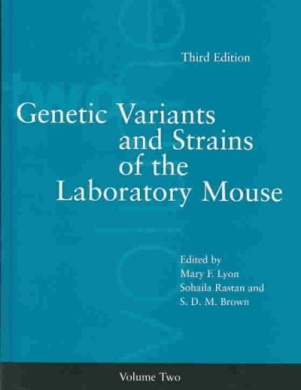 Third Edition
Genetic Variants
and Strains
of the
Laboratory Mouse
Edited by
Mary F. Lyon
Sohaila Rastan and
S. D. M. Brown
Volume Two